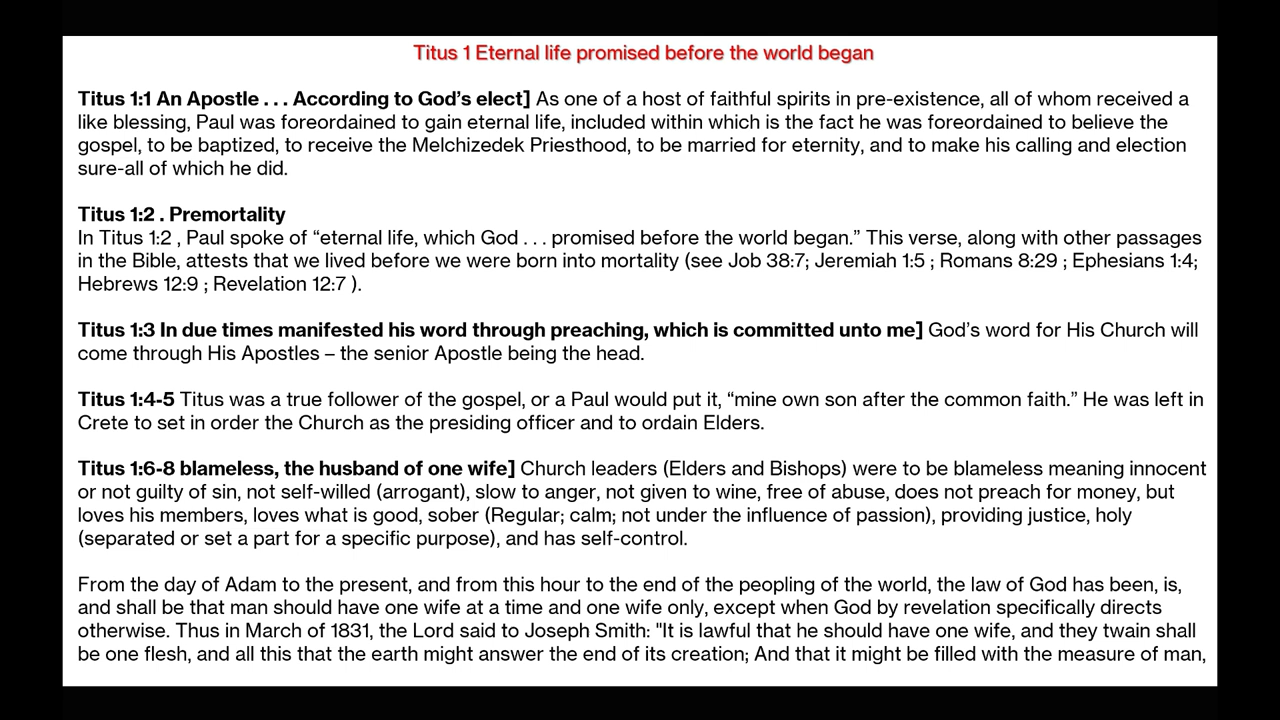 Titus 1 Eternal life promised before the world began
Titus 1:1 An Apostle . . . According to God’s elect] As one of a host of faithful spirits in pre-existence, all of whom received a
like blessing, Paul was foreordained to gain eternal life, included within which is the fact he was foreordained to believe the
gospel, to be baptized, to receive the Melchizedek Priesthood, to be married for eternity, and to make his calling and election
sure-all of which he did.
Titus 1:2 . Premortality
In Titus 1:2 , Paul spoke of “eternal life, which God . . . promised before the world began.” This verse, along with other passages
in the Bible, attests that we lived before we were born into mortality (see Job 38:7; Jeremiah 1:5 ; Romans 8:29 ; Ephesians 1:4;
Hebrews 12:9 ; Revelation 12:7 ).
Titus 1:3 In due times manifested his word through preaching, which is committed unto me] God’s word for His Church will
come through His Apostles – the senior Apostle being the head.
Titus 1:4-5 Titus was a true follower of the gospel, or a Paul would put it, “mine own son after the common faith.” He was left in
Crete to set in order the Church as the presiding officer and to ordain Elders.
Titus 1:6-8 blameless, the husband of one wife] Church leaders (Elders and Bishops) were to be blameless meaning innocent
or not guilty of sin, not self-willed (arrogant), slow to anger, not given to wine, free of abuse, does not preach for money, but
loves his members, loves what is good, sober (Regular; calm; not under the influence of passion), providing justice, holy
(separated or set a part for a specific purpose), and has self-control.
From the day of Adam to the present, and from this hour to the end of the peopling of the world, the law of God has been, is,
and shall be that man should have one wife at a time and one wife only, except when God by revelation specifically directs
otherwise. Thus in March of 1831, the Lord said to Joseph Smith: "It is lawful that he should have one wife, and they twain shall
be one flesh, and all this that the earth might answer the end of its creation; And that it might be filled with the measure of man,